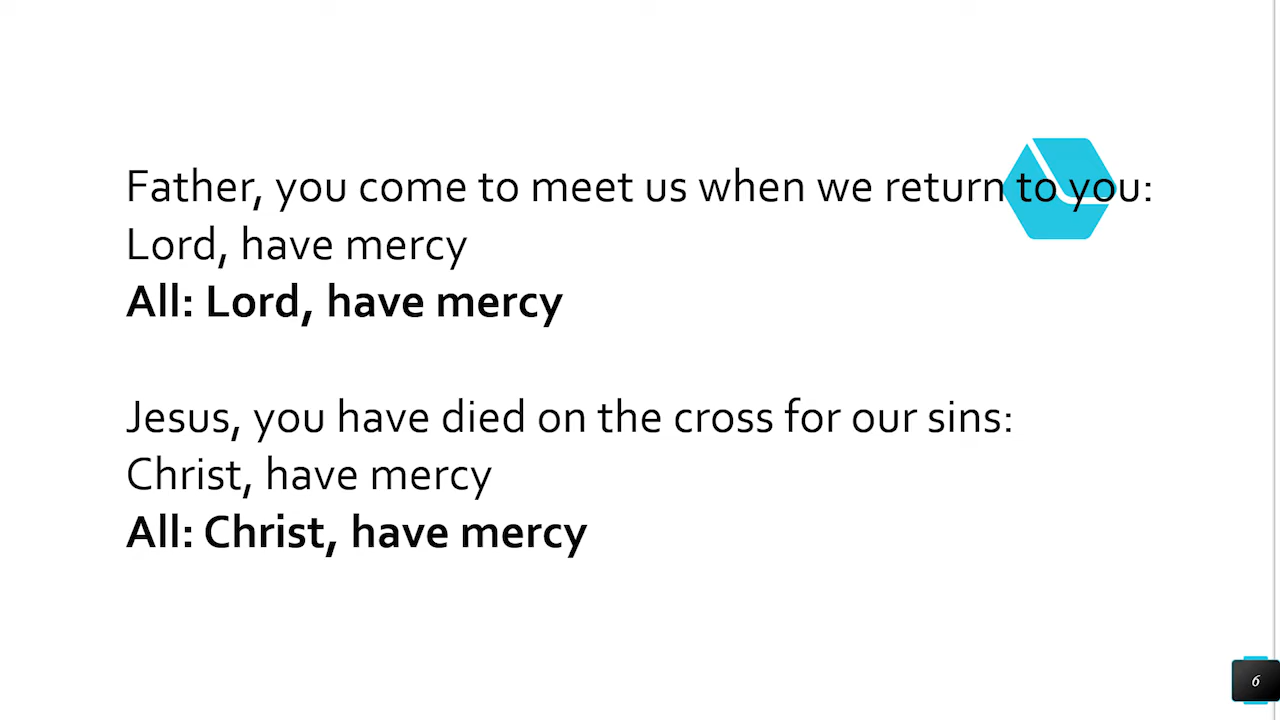 Father, you come to meet us when we return to you:
Lord, have mercy
All: Lord, have mercy
Jesus, you have died on the cross for our sins:
Christ, have mercy
All: Christ, have mercy
6